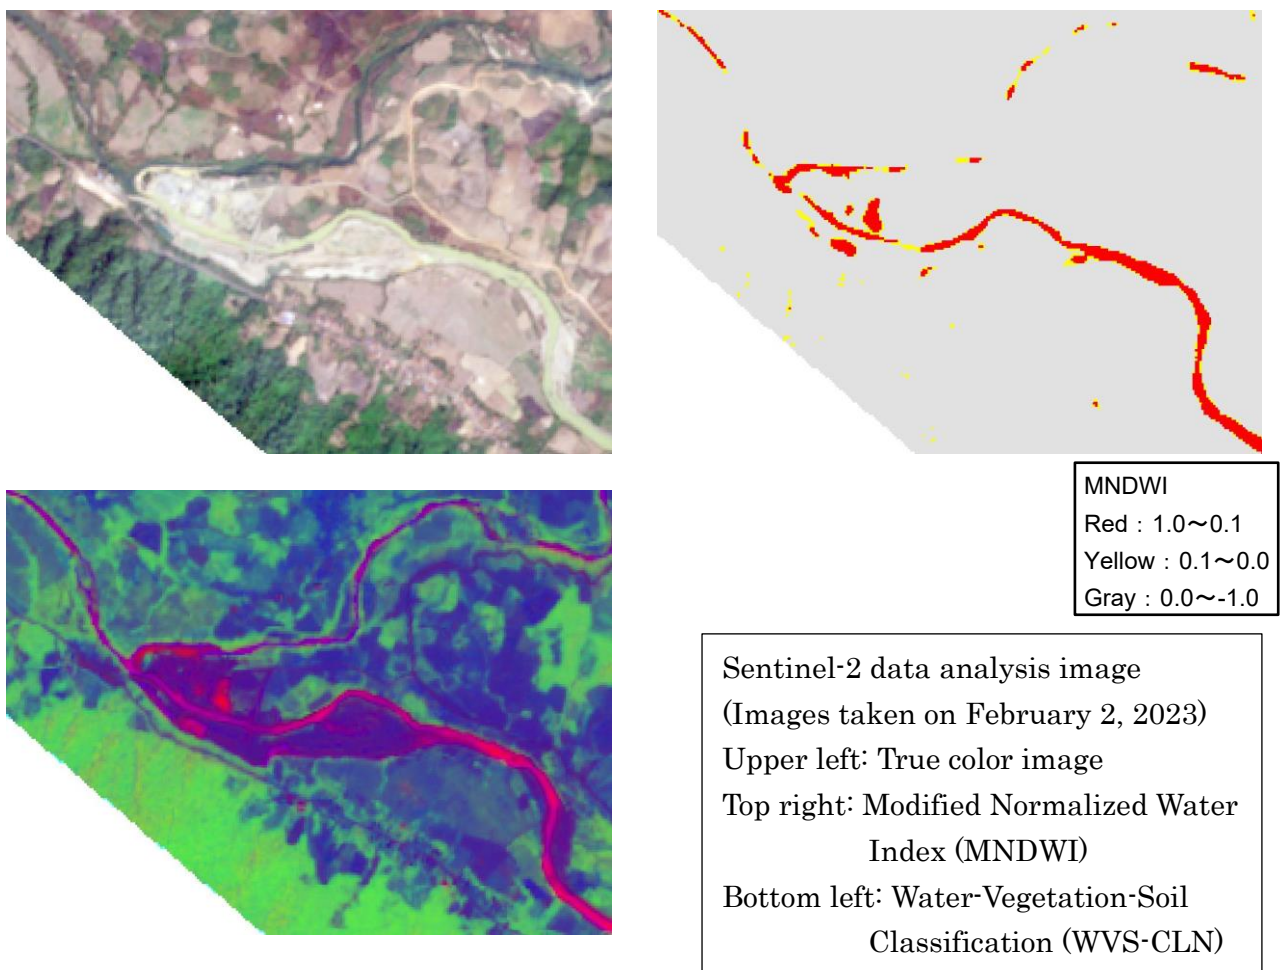 MNDWI
Red : 1.0～0.1
Yellow : 0.1～0.0
Gray : 0.0～-1.0
Sentinel-2 data analysis image
(Images taken on February 2, 2023)
Upper left: True color image
Top right: Modified Normalized Water
Index (MNDWI)
Bottom left: Water-Vegetation-Soil
Classification (WVS-CLN)